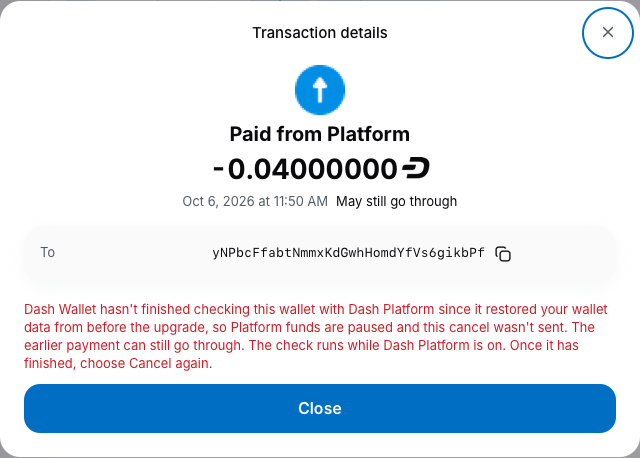 Transaction details
Paid from Platform
-0.04000000
Oct 6, 2026 at 11:50 AM May still go through
To yNPbcFfabtNmmxKdGwhHomdYfVs6gikbPf
Dash Wallet hasn't finished checking this wallet with Dash Platform since it restored your wallet
data from before the upgrade, so Platform funds are paused and this cancel wasn't sent. The
earlier payment can still go through. The check runs while Dash Platform is on. Once it has
finished, choose Cancel again.
Close